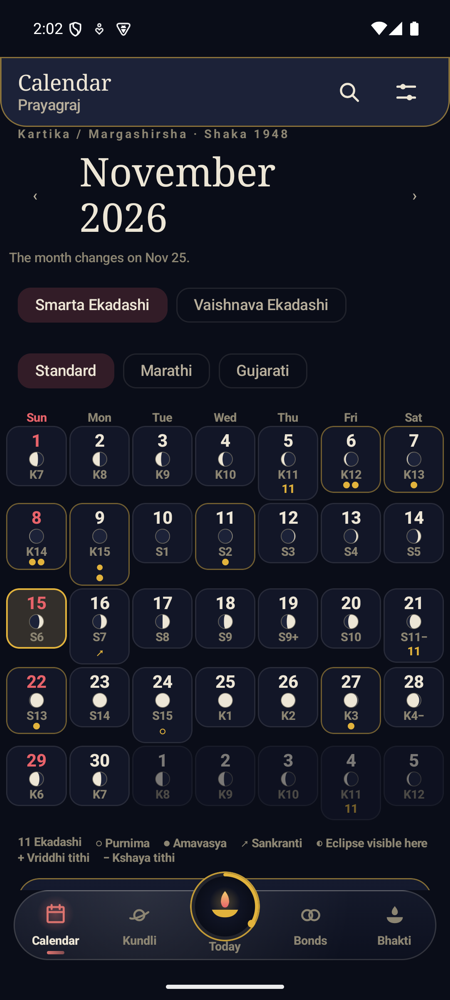 2:02
Calendar
Prayagraj
Kartika / Margashirsha · Shaka 1948
‹ November 2026 ›
The month changes on Nov 25.
Smarta Ekadashi Vaishnava Ekadashi
Standard Marathi Gujarati
Sun Mon Tue Wed Thu Fri Sat
1 2 3 4 5 6 7
K7 K8 K9 K10 K11 K12 K13
11
8 9 10 11 12 13 14
K14 K15 S1 S2 S3 S4 S5
15 16 17 18 19 20 21
S6 S7 S8 S9 S9+ S10 S11−
↗ 11
22 23 24 25 26 27 28
S13 S14 S15 K1 K2 K3 K4−
29 30 1 2 3 4 5
K6 K7 K8 K9 K10 K11 K12
11
11 Ekadashi ○ Purnima ● Amavasya ↗ Sankranti ◐ Eclipse visible here
+ Vriddhi tithi − Kshaya tithi
Calendar Kundli Today Bonds Bhakti